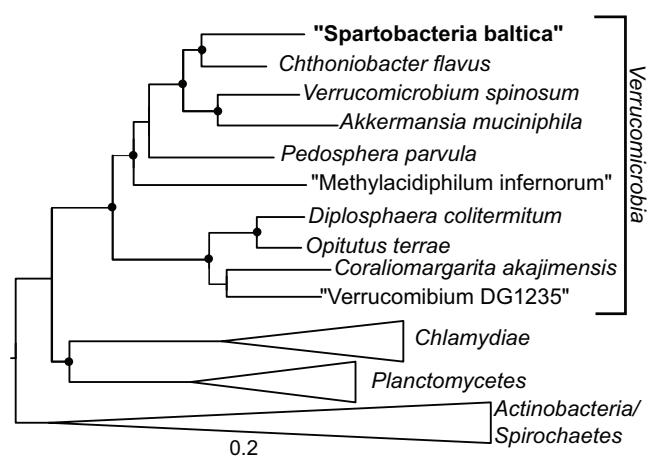 "Spartobacteria baltica"
Chthoniobacter flavus
Verrucomicrobium spinosum
Akkermansia muciniphila
Pedosphera parvula
"Methylacidiphilum infernorum"
Diplosphaera colitermitum
Opitutus terrae
Coraliomargarita akajimensis
"Verrucomibium DG1235"
Verrucomicrobia
Chlamydiae
Planctomycetes
Actinobacteria/
Spirochaetes
0.2